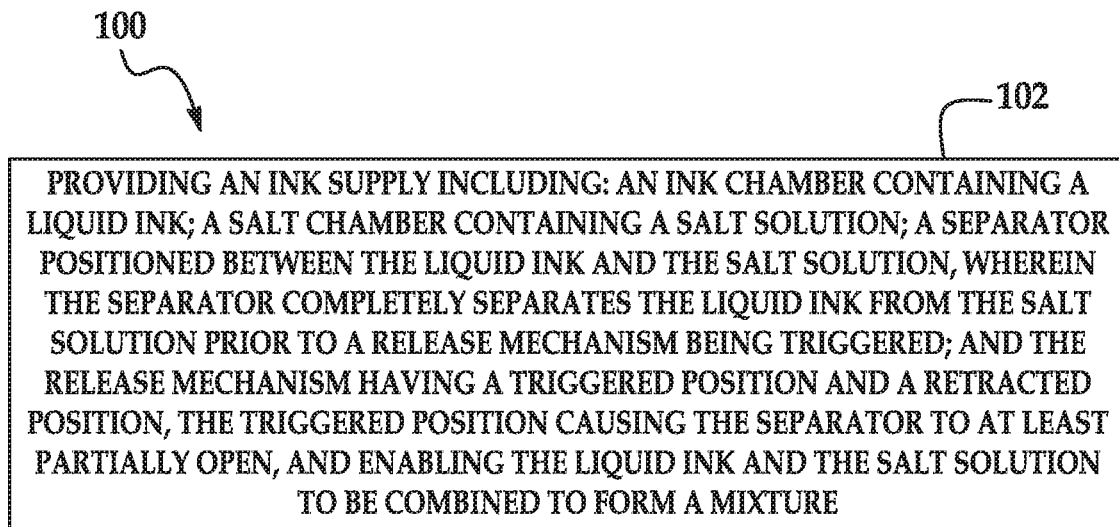 100
102
PROVIDING AN INK SUPPLY INCLUDING: AN INK CHAMBER CONTAINING A
LIQUID INK; A SALT CHAMBER CONTAINING A SALT SOLUTION; A SEPARATOR
POSITIONED BETWEEN THE LIQUID INK AND THE SALT SOLUTION, WHEREIN
THE SEPARATOR COMPLETELY SEPARATES THE LIQUID INK FROM THE SALT
SOLUTION PRIOR TO A RELEASE MECHANISM BEING TRIGGERED; AND THE
RELEASE MECHANISM HAVING A TRIGGERED POSITION AND A RETRACTED
POSITION, THE TRIGGERED POSITION CAUSING THE SEPARATOR TO AT LEAST
PARTIALLY OPEN, AND ENABLING THE LIQUID INK AND THE SALT SOLUTION
TO BE COMBINED TO FORM A MIXTURE